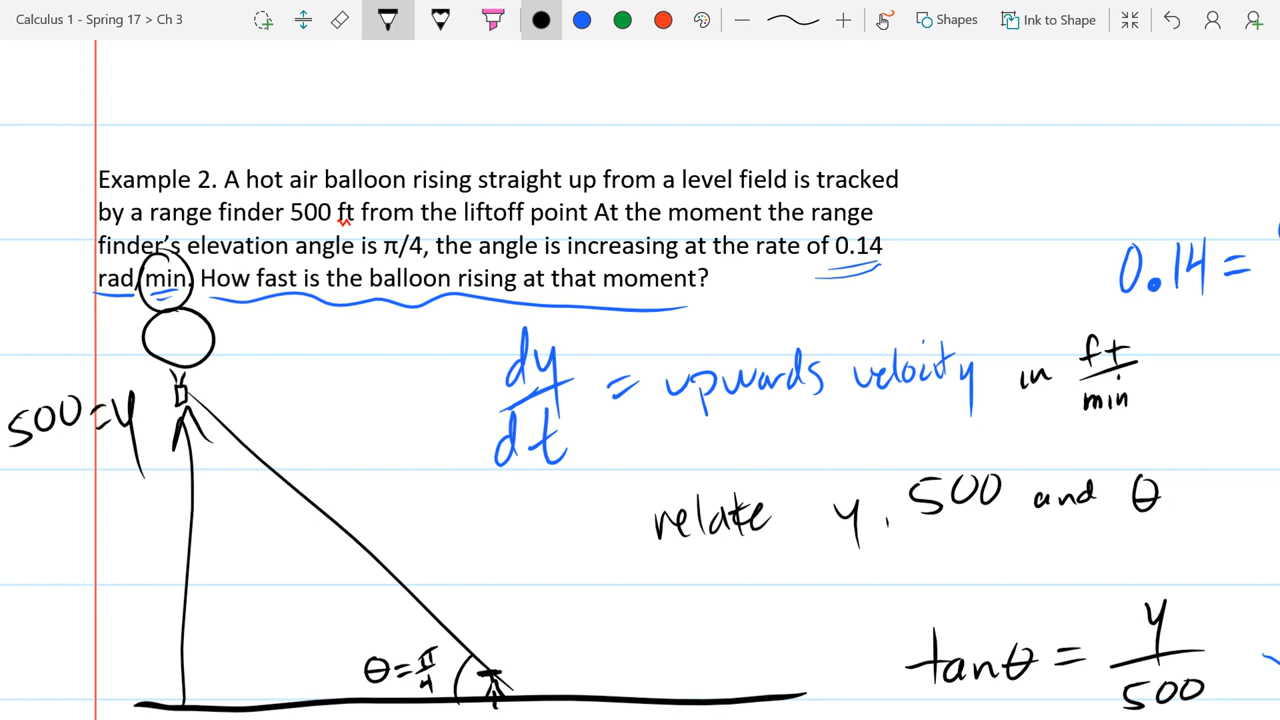 Calculus 1 - Spring 17 > Ch 3
Shapes
Ink to Shape
Example 2. A hot air balloon rising straight up from a level field is tracked
by a range finder 500 ft from the liftoff point At the moment the range
finder's elevation angle is π/4, the angle is increasing at the rate of 0.14
rad/min. How fast is the balloon rising at that moment?
0.14 =
dy/dt = upwards velocity in ft/min
500 = y
relate y, 500 and θ
θ = π/4
tanθ = y/500